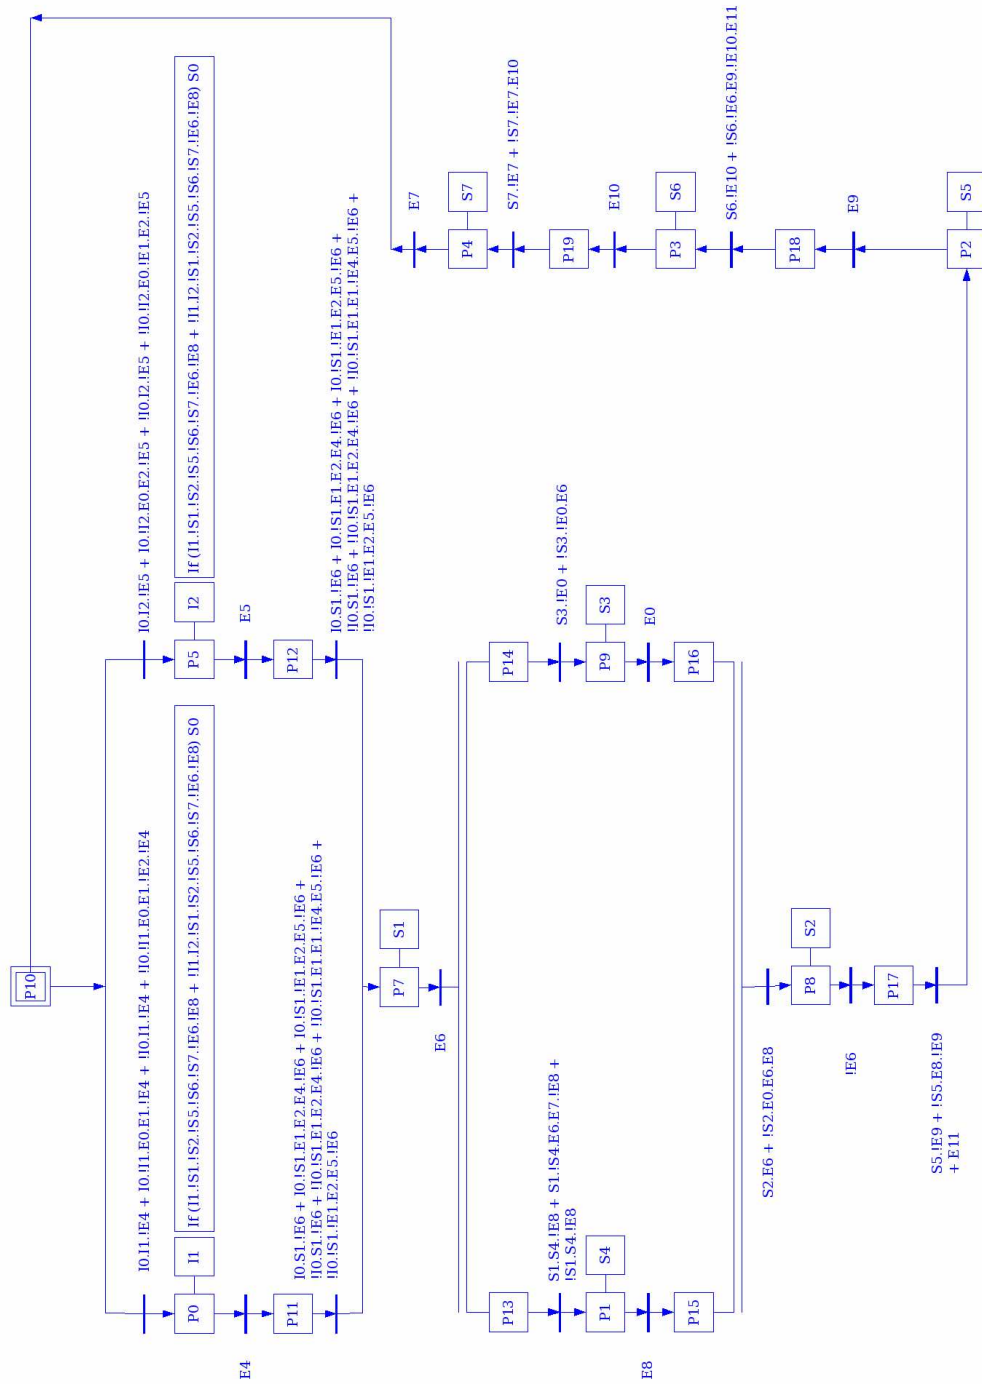 P10
I0.I1.!E4 + I0.!I1.E0.E1.!E4 + !I0.I1.!E4 + !I0.!I1.E0.E1.!E2.!E4
I0.I2.!E5 + I0.!I2.E0.E2.!E5 + !I0.I2.!E5 + !I0.!I2.E0.!E1.E2.!E5
P0
I1
If (I1.!S1.!S2.!S5.!S6.!S7.!E6.!E8 + !I1.I2.!S1.!S2.!S5.!S6.!S7.!E6.!E8) S0
P5
I2
If (I1.!S1.!S2.!S5.!S6.!S7.!E6.!E8 + !I1.I2.!S1.!S2.!S5.!S6.!S7.!E6.!E8) S0
E4
E5
P11
P12
I0.S1.!E6 + I0.!S1.E1.E2.E4.!E6 + I0.!S1.!E1.E2.E5.!E6 +
!I0.S1.!E6 + !I0.!S1.E1.E2.E4.!E6 + !I0.!S1.E1.E1.!E4.E5.!E6 +
!I0.!S1.!E1.E2.E5.!E6
I0.S1.!E6 + I0.!S1.E1.E2.E4.!E6 + I0.!S1.!E1.E2.E5.!E6 +
!I0.S1.!E6 + !I0.!S1.E1.E2.E4.!E6 + !I0.!S1.E1.E1.!E4.E5.!E6 +
!I0.!S1.!E1.E2.E5.!E6
P7
S1
E6
P13
P14
S1.S4.!E8 + S1.!S4.E6.E7.!E8 +
!S1.S4.!E8
S3.!E0 + !S3.!E0.E6
P1
S4
P9
S3
E8
E0
P15
P16
S2.E6 + !S2.E0.E6.E8
P8
S2
!E6
P17
S5.!E9 + !S5.E8.!E9
+ E11
P2
S5
E9
P18
S6.!E10 + !S6.!E6.E9.!E10.E11
P3
S6
E10
P19
S7.!E7 + !S7.!E7.E10
P4
S7
E7